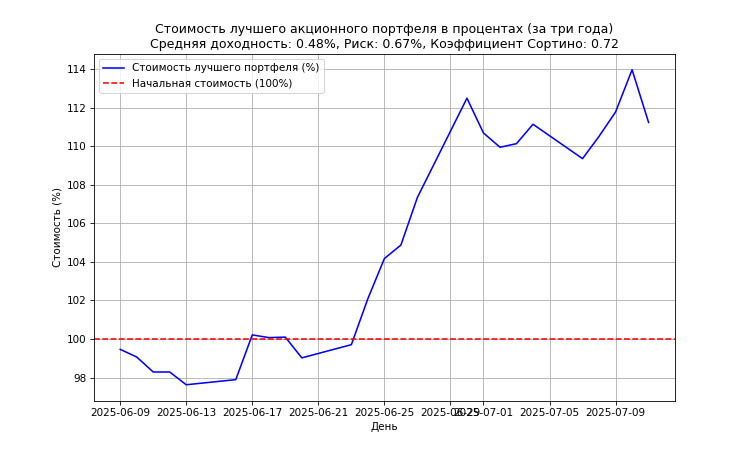 Стоимость лучшего акционного портфеля в процентах (за три года)
Средняя доходность: 0.48%, Риск: 0.67%, Коэффициент Сортино: 0.72
Стоимость лучшего портфеля (%)
Начальная стоимость (100%)
Стоимость (%)
114
112
110
108
106
104
102
100
98
2025-06-09 2025-06-13 2025-06-17 2025-06-21 2025-06-25 2025-06-29 2025-07-01 2025-07-05 2025-07-09
День